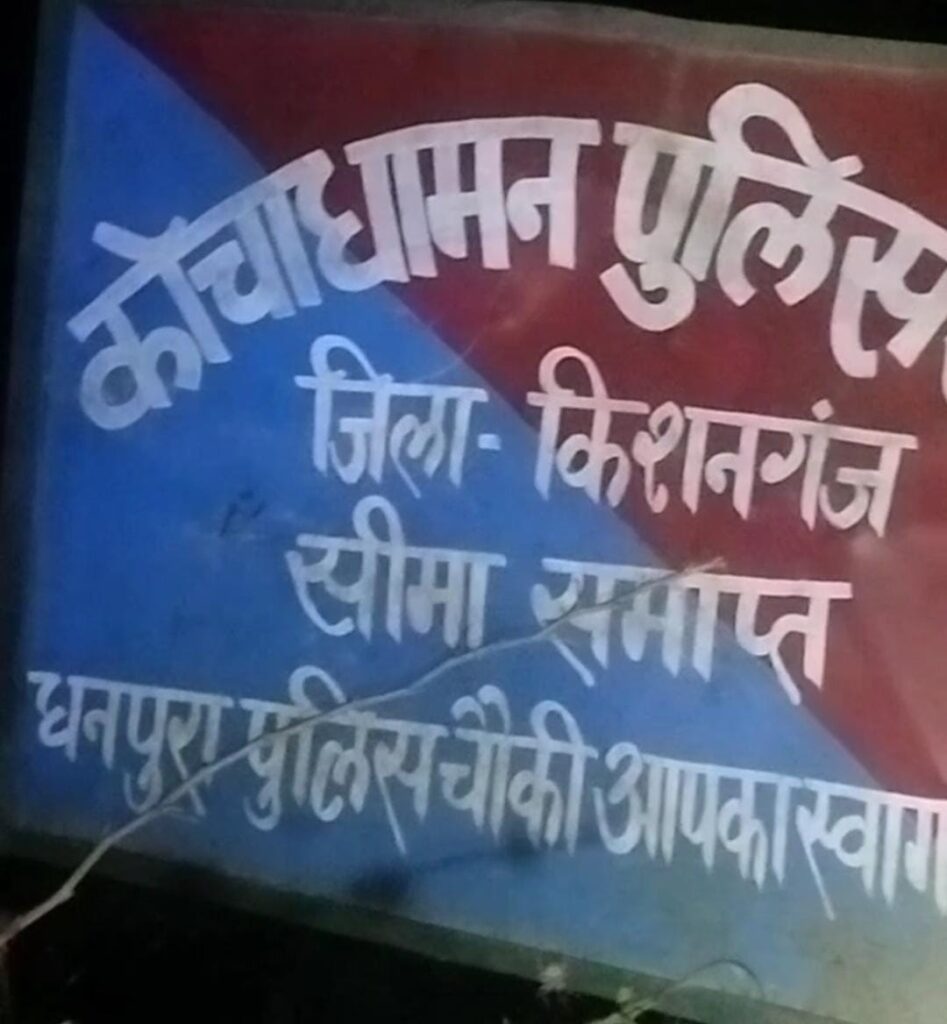 कोचाधामन पुलिस
जिला- किशनगंज
सीमा समाप्त
धनपुरा पुलिस चौकी आपका स्वाग